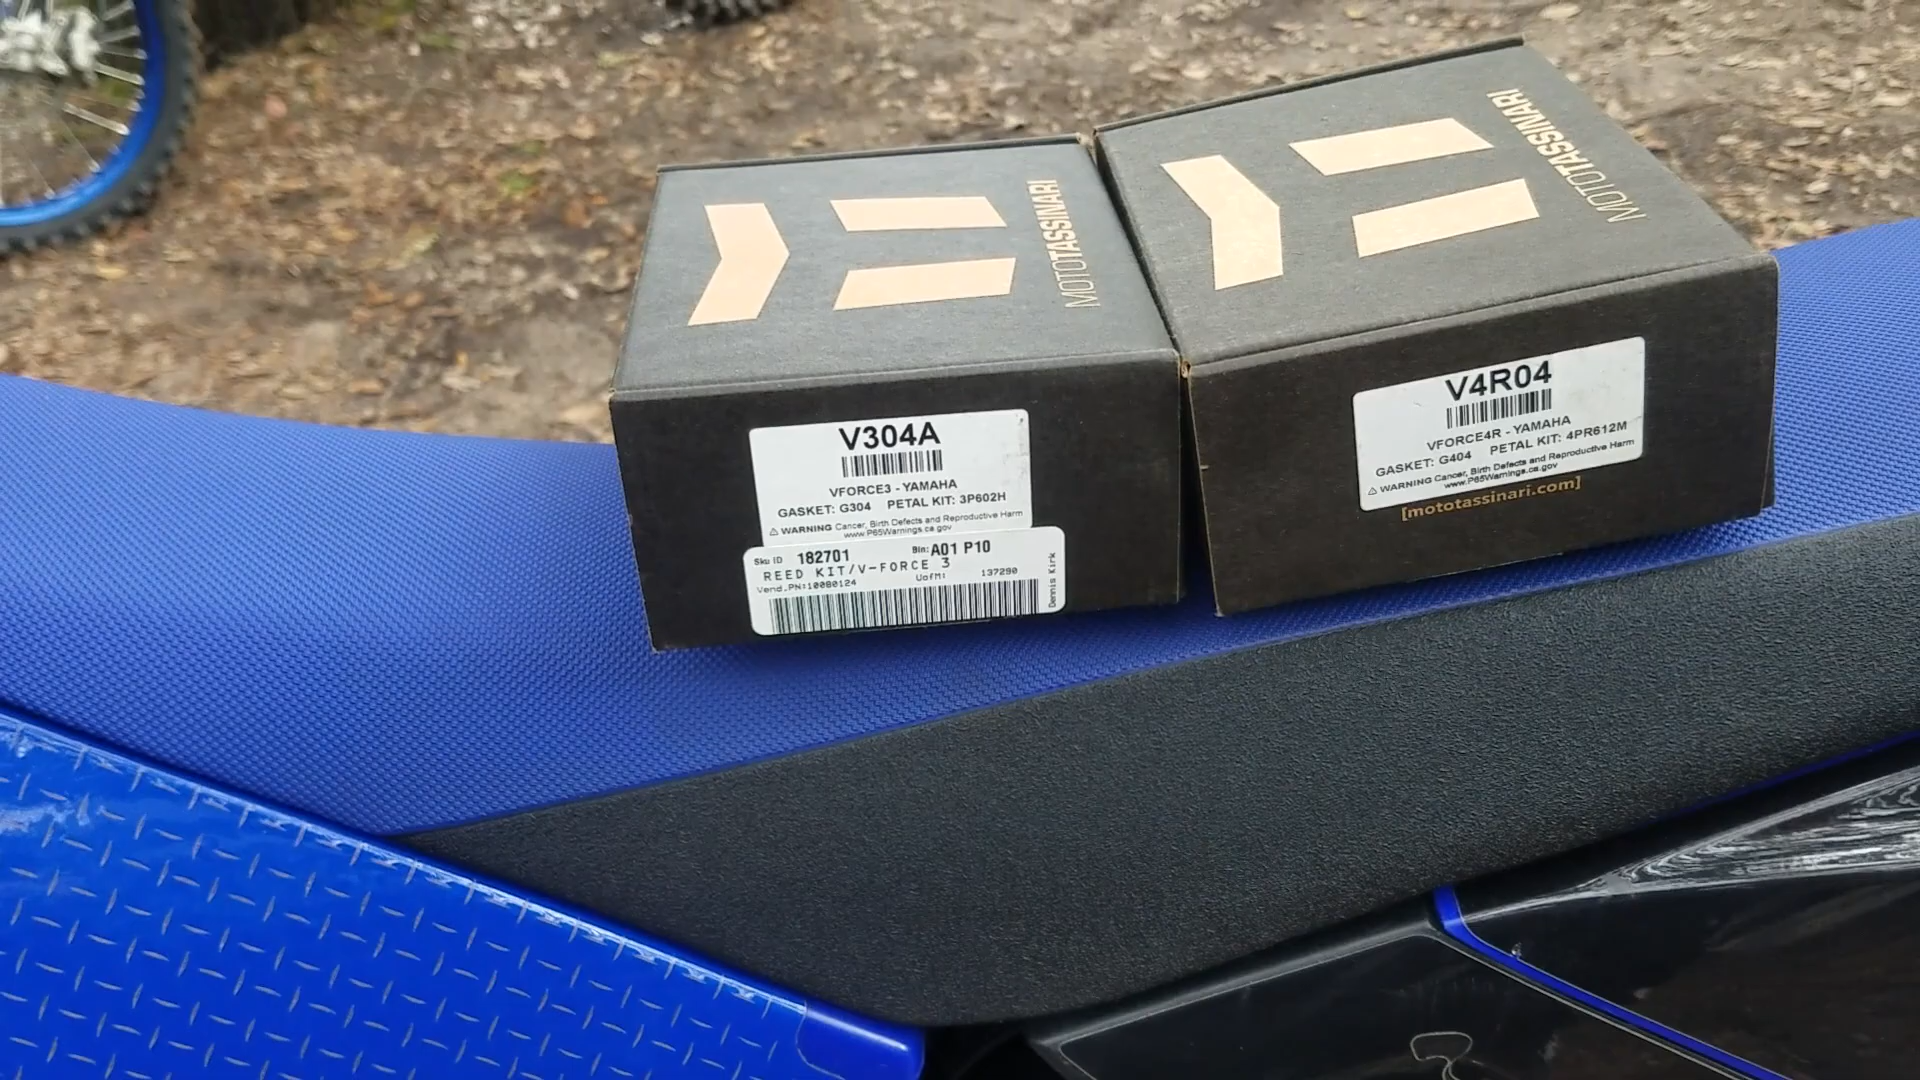 MOTOTASSINARI
V304A
VFORCE3 - YAMAHA
GASKET: G304 PETAL KIT: 3P602H
⚠ WARNING Cancer, Birth Defects and Reproductive Harm
www.P65Warnings.ca.gov
Sku ID 182701 Bin: A01 P10
REED KIT/V-FORCE 3
Vend.PN:10080124 UofM: 137290
Dennis Kirk
MOTOTASSINARI
V4R04
VFORCE4R - YAMAHA
GASKET: G404 PETAL KIT: 4PR612M
⚠ WARNING Cancer, Birth Defects and Reproductive Harm
www.P65Warnings.ca.gov
[mototassinari.com]